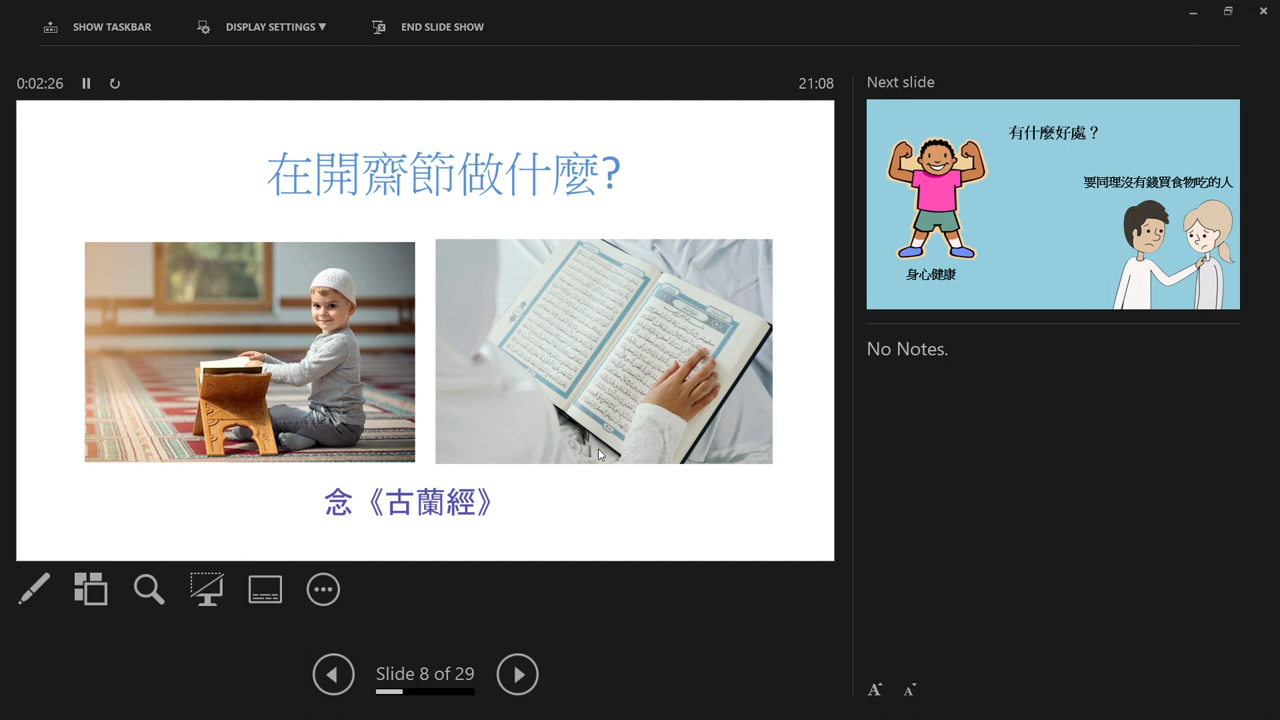 SHOW TASKBAR
DISPLAY SETTINGS ▼
END SLIDE SHOW
0:02:26
21:08
Next slide
在開齋節做什麼?
念《古蘭經》
有什麼好處？
要同理沒有錢買食物吃的人
身心健康
No Notes.
Slide 8 of 29
A
A